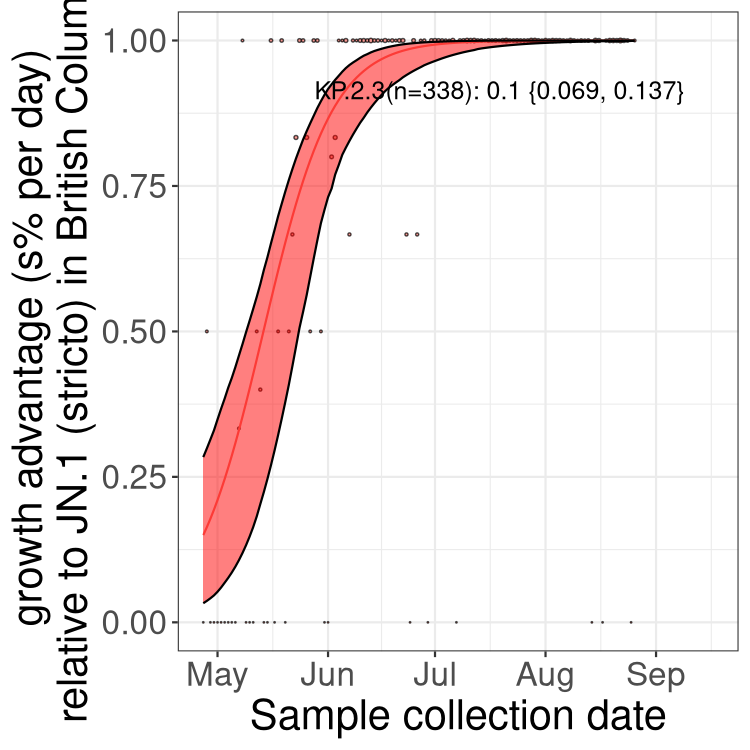 growth advantage (s% per day)
relative to JN.1 (stricto) in British Colum
1.00
0.75
0.50
0.25
0.00
KP.2.3(n=338): 0.1 {0.069, 0.137}
May Jun Jul Aug Sep
Sample collection date